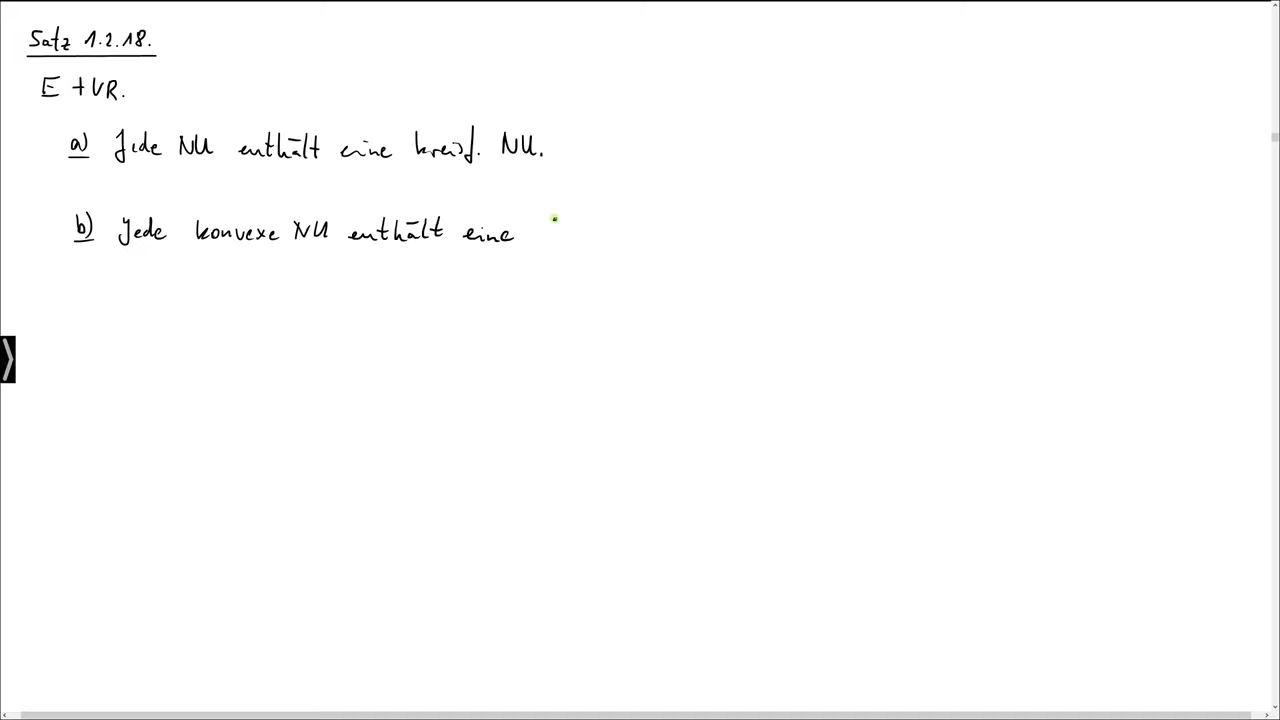 Satz 1.2.18.
E tVR.
a) Jede NU enthält eine kreisf. NU.
b) Jede konvexe NU enthält eine